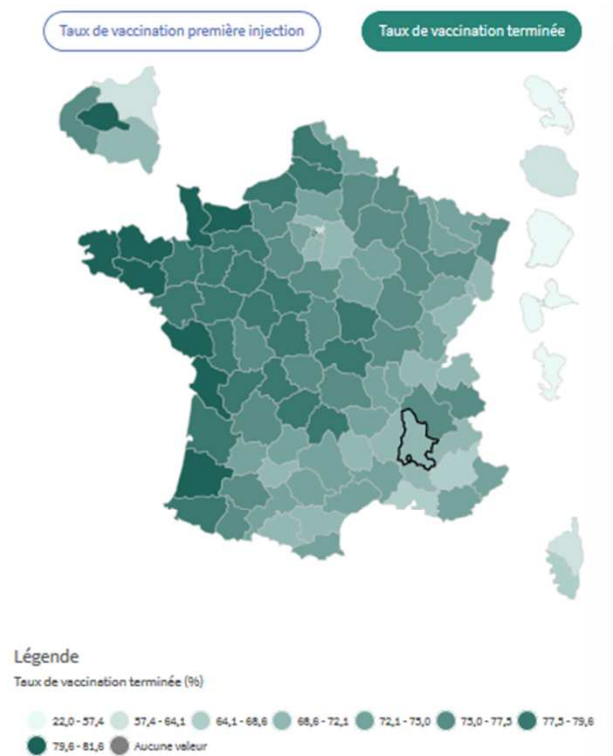 Taux de vaccination première injection
Taux de vaccination terminée
Légende
Taux de vaccination terminée (%)
22,0 - 57,4 57,4 - 64,1 64,1 - 68,6 68,6 - 72,1 72,1 - 75,0 75,0 - 77,5 77,5 - 79,6
79,6 - 81,6 Aucune valeur